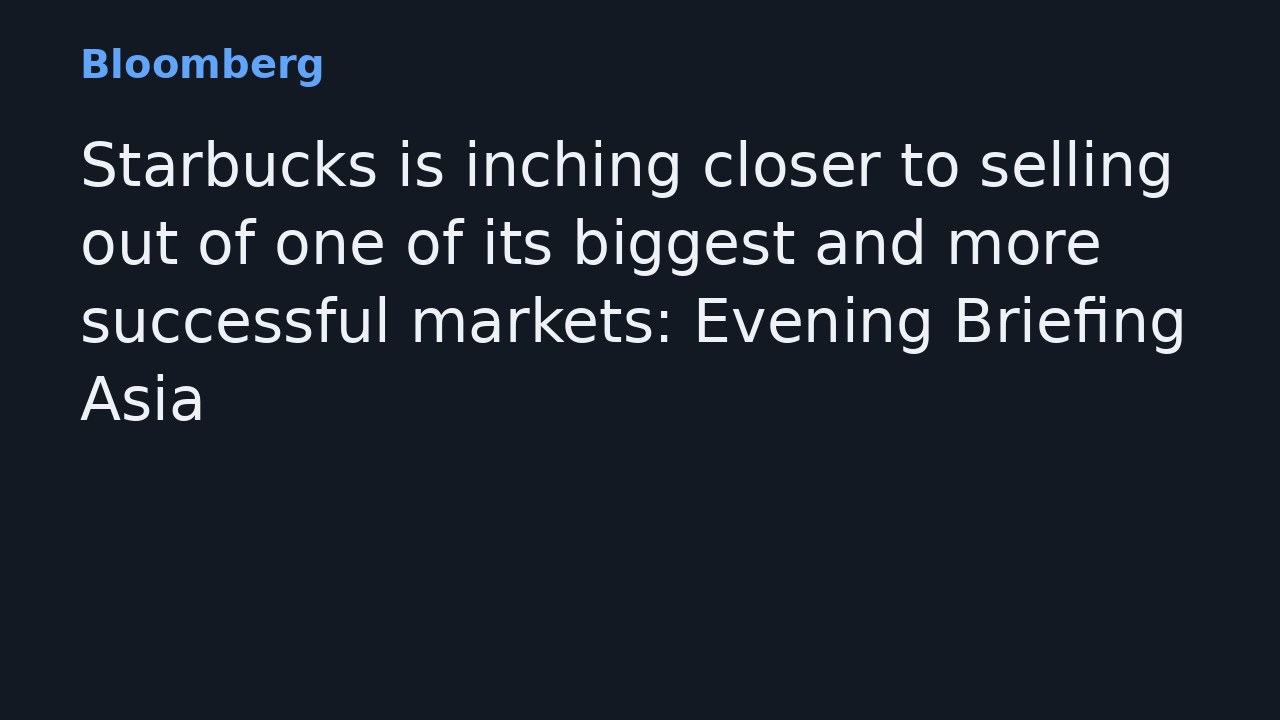 Bloomberg
Starbucks is inching closer to selling
out of one of its biggest and more
successful markets: Evening Briefing
Asia